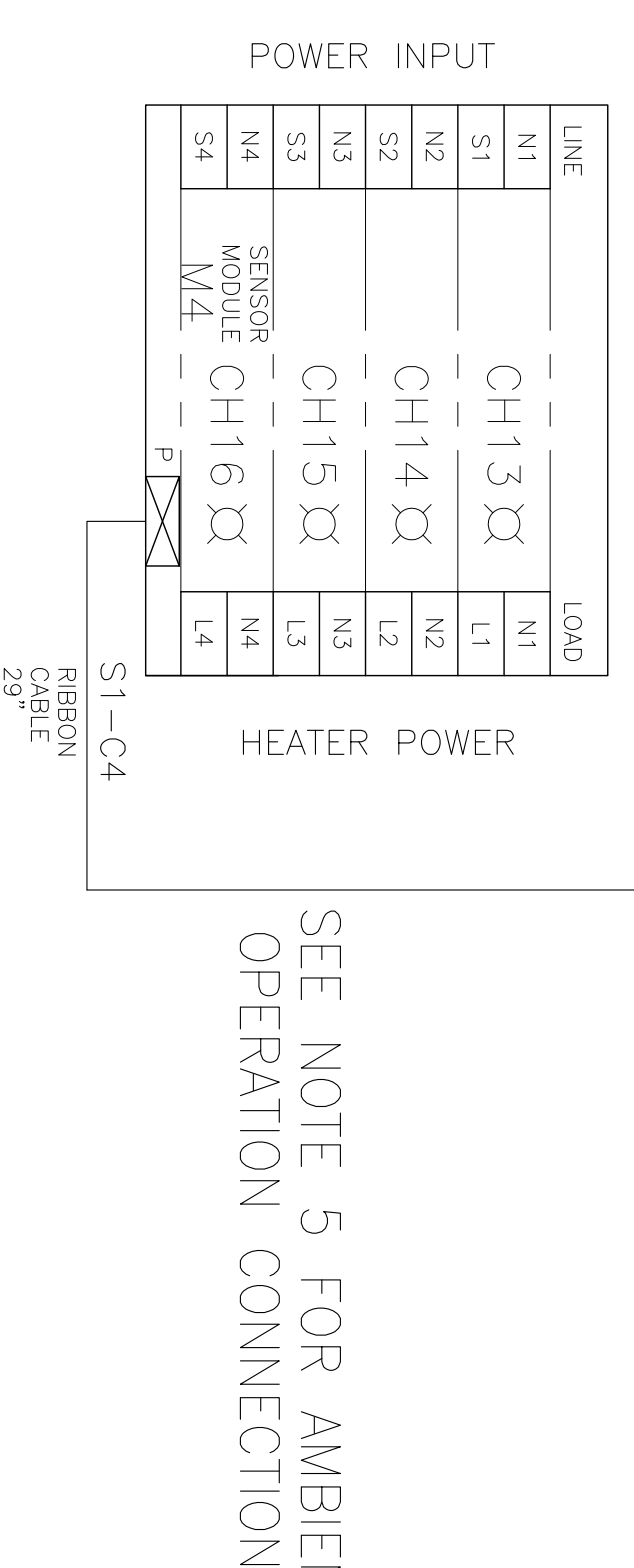 POWER INPUT
LINE
N1
S1
N2
S2
N3
S3
N4
S4
SENSOR
MODULE
M4
CH13
CH14
CH15
CH16
P
LOAD
N1
L1
N2
L2
N3
L3
N4
L4
HEATER POWER
S1-C4
RIBBON
CABLE
29"
SEE NOTE 5 FOR AMBIE
OPERATION CONNECTION